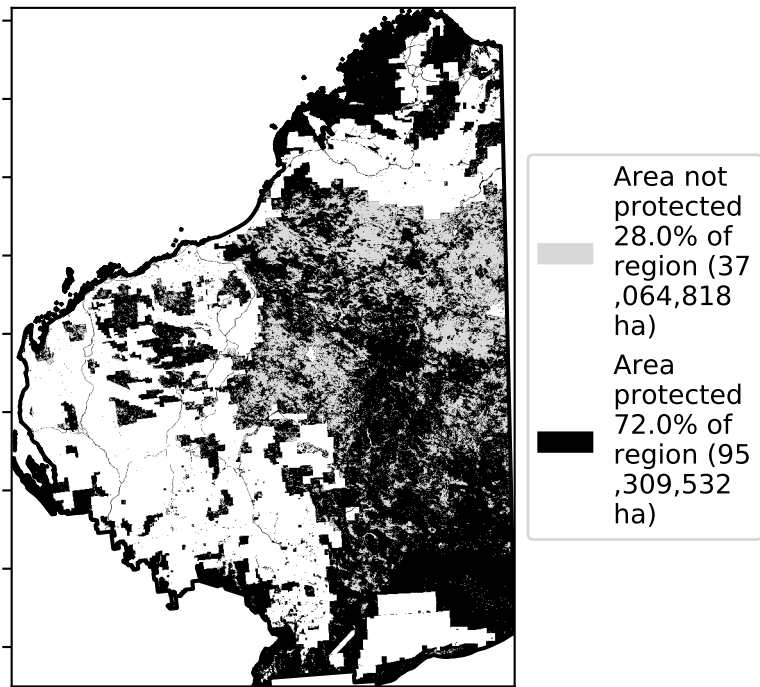 Area not
protected
28.0% of
region (37
,064,818
ha)
Area
protected
72.0% of
region (95
,309,532
ha)